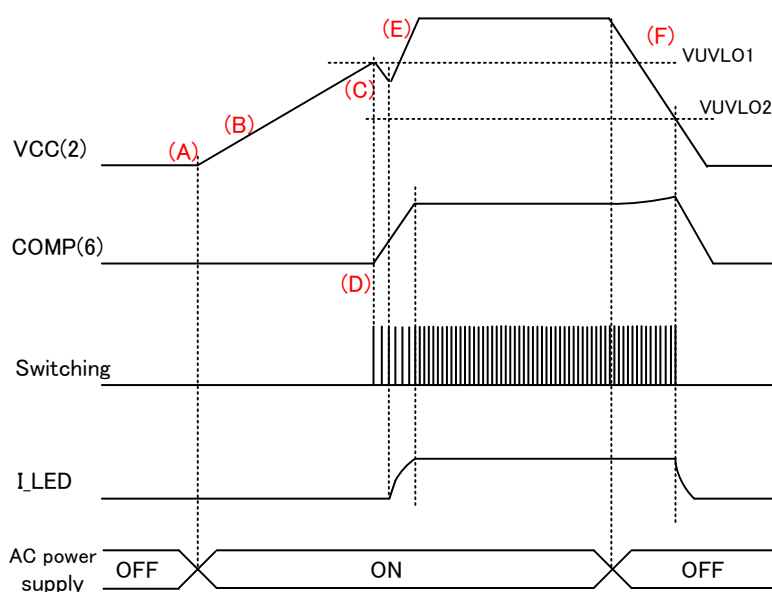 (E)
(F)
VUVLO1
(C)
(B)
VUVLO2
VCC(2)
(A)
COMP(6)
(D)
Switching
I_LED
AC power
supply
OFF
ON
OFF